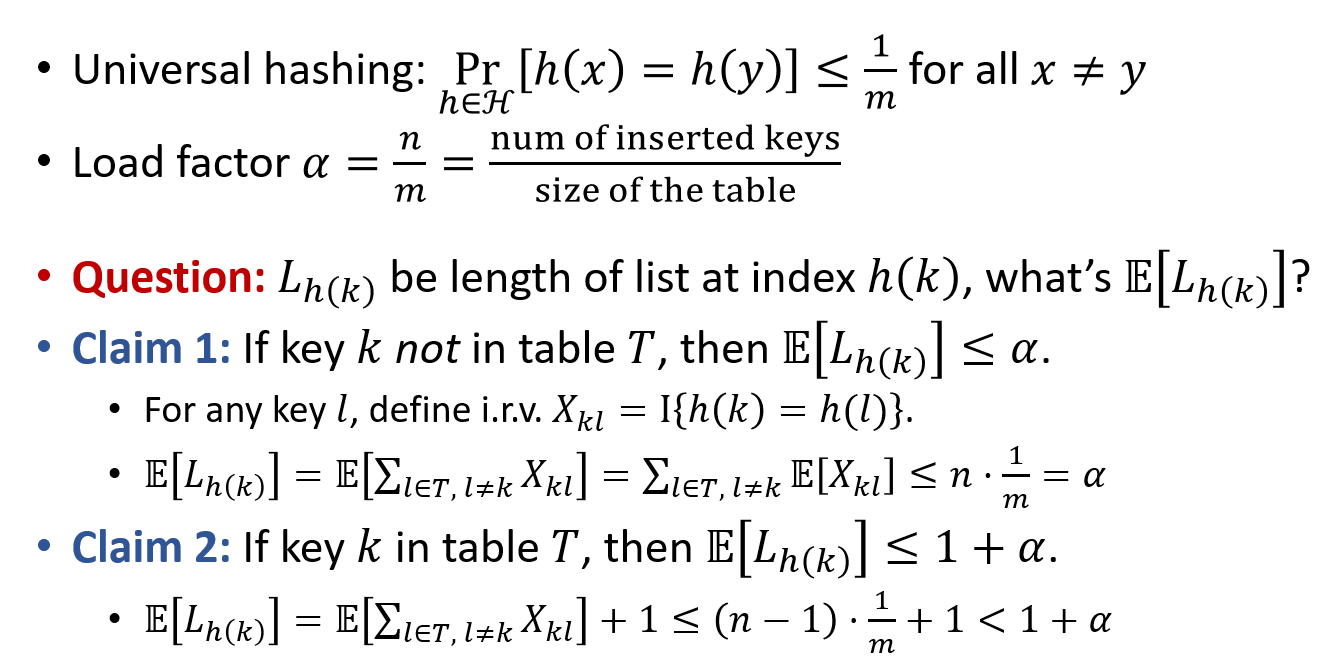 • Universal hashing: Pr_{h∈ℋ}[h(x) = h(y)] ≤ 1/m for all x ≠ y
• Load factor α = n/m = num of inserted keys / size of the table
• Question: L_{h(k)} be length of list at index h(k), what's 𝔼[L_{h(k)}]?
• Claim 1: If key k not in table T, then 𝔼[L_{h(k)}] ≤ α.
• For any key l, define i.r.v. X_{kl} = I{h(k) = h(l)}.
• 𝔼[L_{h(k)}] = 𝔼[∑_{l∈T, l≠k} X_{kl}] = ∑_{l∈T, l≠k} 𝔼[X_{kl}] ≤ n · 1/m = α
• Claim 2: If key k in table T, then 𝔼[L_{h(k)}] ≤ 1 + α.
• 𝔼[L_{h(k)}] = 𝔼[∑_{l∈T, l≠k} X_{kl}] + 1 ≤ (n − 1) · 1/m + 1 < 1 + α